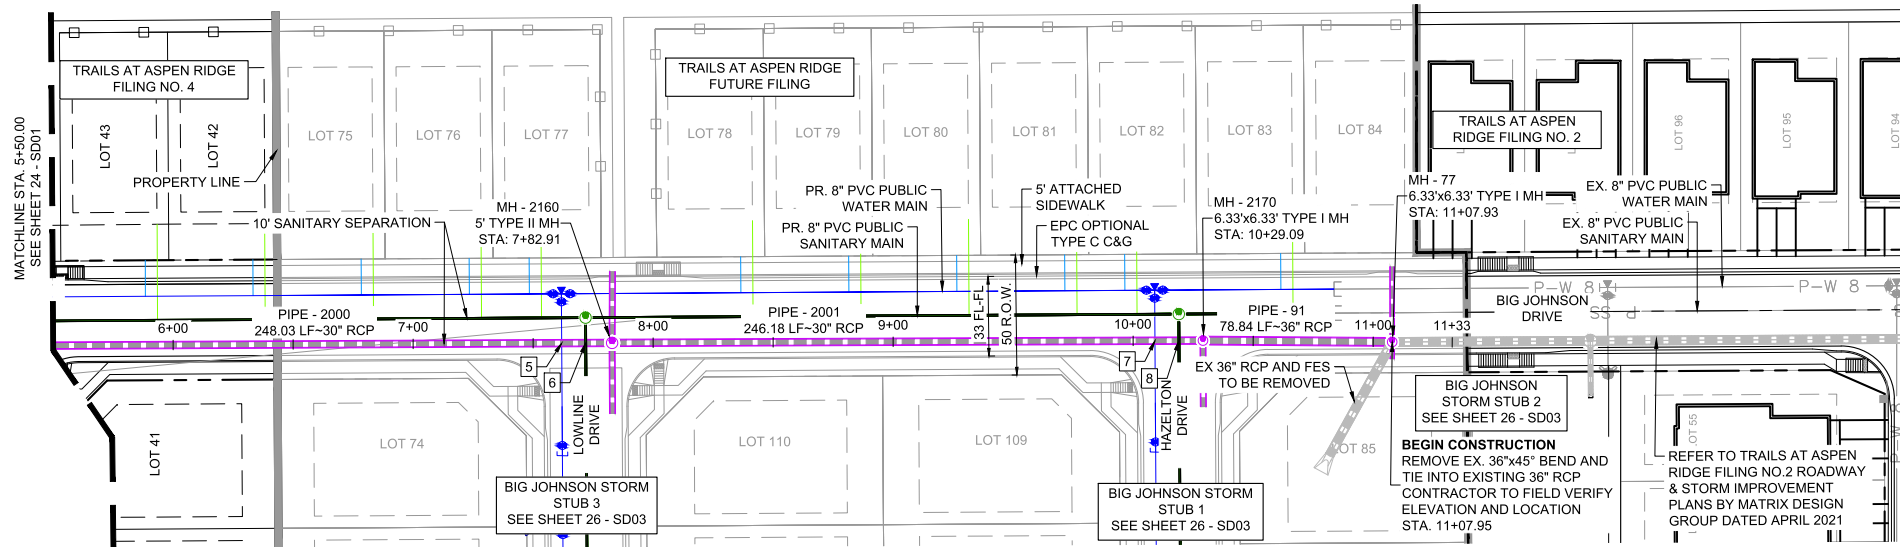 MATCHLINE STA. 5+50.00
SEE SHEET 24 - SD01
TRAILS AT ASPEN RIDGE
FILING NO. 4
LOT 43
LOT 42
PROPERTY LINE
LOT 75
LOT 76
LOT 77
TRAILS AT ASPEN RIDGE
FUTURE FILING
LOT 78
LOT 79
LOT 80
LOT 81
LOT 82
LOT 83
LOT 84
TRAILS AT ASPEN
RIDGE FILING NO. 2
LOT 96
LOT 95
LOT 94
10' SANITARY SEPARATION
MH - 2160
5' TYPE II MH
STA: 7+82.91
PR. 8" PVC PUBLIC
WATER MAIN
PR. 8" PVC PUBLIC
SANITARY MAIN
5' ATTACHED
SIDEWALK
EPC OPTIONAL
TYPE C C&G
MH - 2170
6.33'x6.33' TYPE I MH
STA: 10+29.09
MH - 77
6.33'x6.33' TYPE I MH
STA: 11+07.93
EX. 8" PVC PUBLIC
WATER MAIN
EX. 8" PVC PUBLIC
SANITARY MAIN
P-W 8
P-W 8
BIG JOHNSON
DRIVE
SS
PIPE - 2000
248.03 LF~30" RCP
PIPE - 2001
246.18 LF~30" RCP
PIPE - 91
78.84 LF~36" RCP
6+00
7+00
8+00
9+00
10+00
11+00
11+33
33 FL-FL
50 R.O.W.
5
6
7
8
LOWLINE
DRIVE
HAZELTON
DRIVE
EX 36" RCP AND FES
TO BE REMOVED
LOT 41
LOT 74
LOT 110
LOT 109
LOT 85
LOT 55
P-W 8
BIG JOHNSON STORM
STUB 3
SEE SHEET 26 - SD03
BIG JOHNSON STORM
STUB 1
SEE SHEET 26 - SD03
BIG JOHNSON
STORM STUB 2
SEE SHEET 26 - SD03
BEGIN CONSTRUCTION
REMOVE EX. 36"x45° BEND AND
TIE INTO EXISTING 36" RCP
CONTRACTOR TO FIELD VERIFY
ELEVATION AND LOCATION
STA. 11+07.95
REFER TO TRAILS AT ASPEN
RIDGE FILING NO.2 ROADWAY
& STORM IMPROVEMENT
PLANS BY MATRIX DESIGN
GROUP DATED APRIL 2021